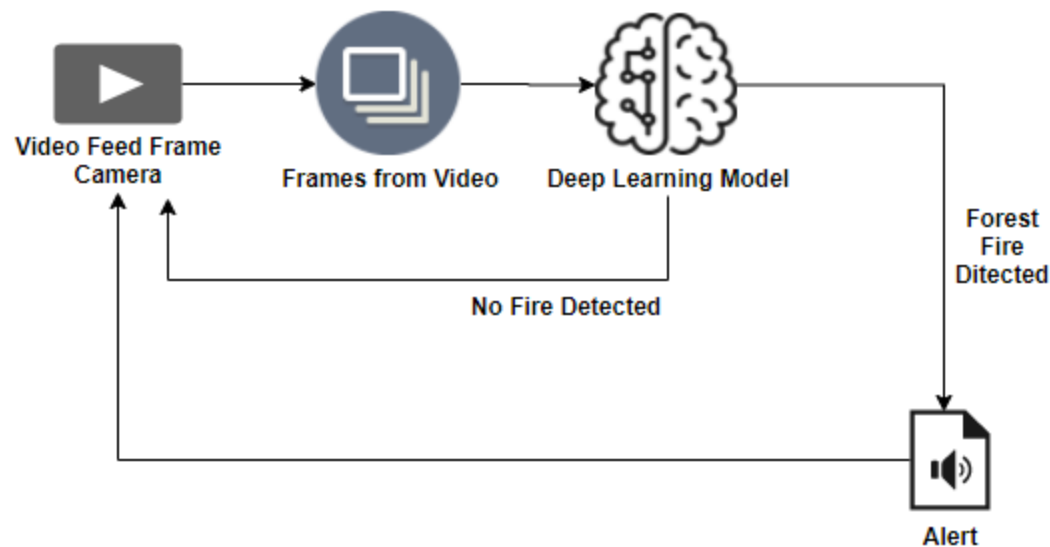 Video Feed Frame
Camera
Frames from Video
Deep Learning Model
Forest
Fire
Ditected
No Fire Detected
Alert